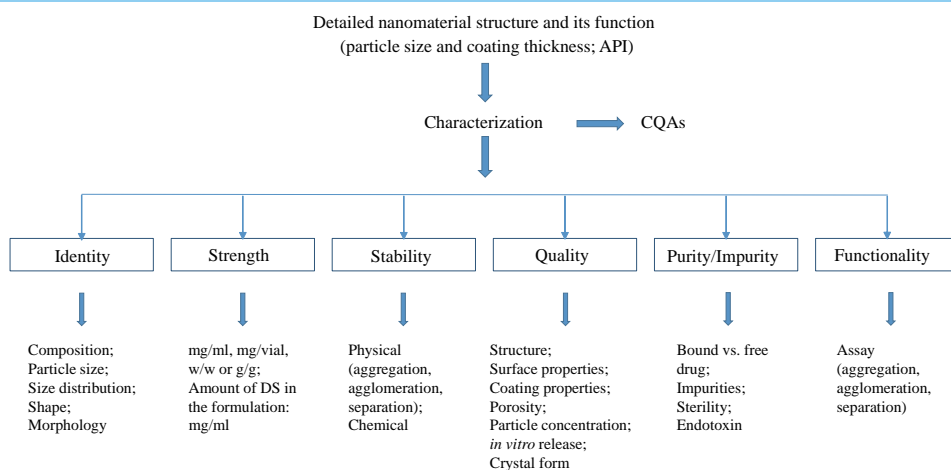 Detailed nanomaterial structure and its function
(particle size and coating thickness; API)
Characterization
CQAs
Identity
Strength
Stability
Quality
Purity/Impurity
Functionality
Composition;
Particle size;
Size distribution;
Shape;
Morphology
mg/ml, mg/vial,
w/w or g/g;
Amount of DS in
the formulation:
mg/ml
Physical
(aggregation,
agglomeration,
separation);
Chemical
Structure;
Surface properties;
Coating properties;
Porosity;
Particle concentration;
in vitro release;
Crystal form
Bound vs. free
drug;
Impurities;
Sterility;
Endotoxin
Assay
(aggregation,
agglomeration,
separation)